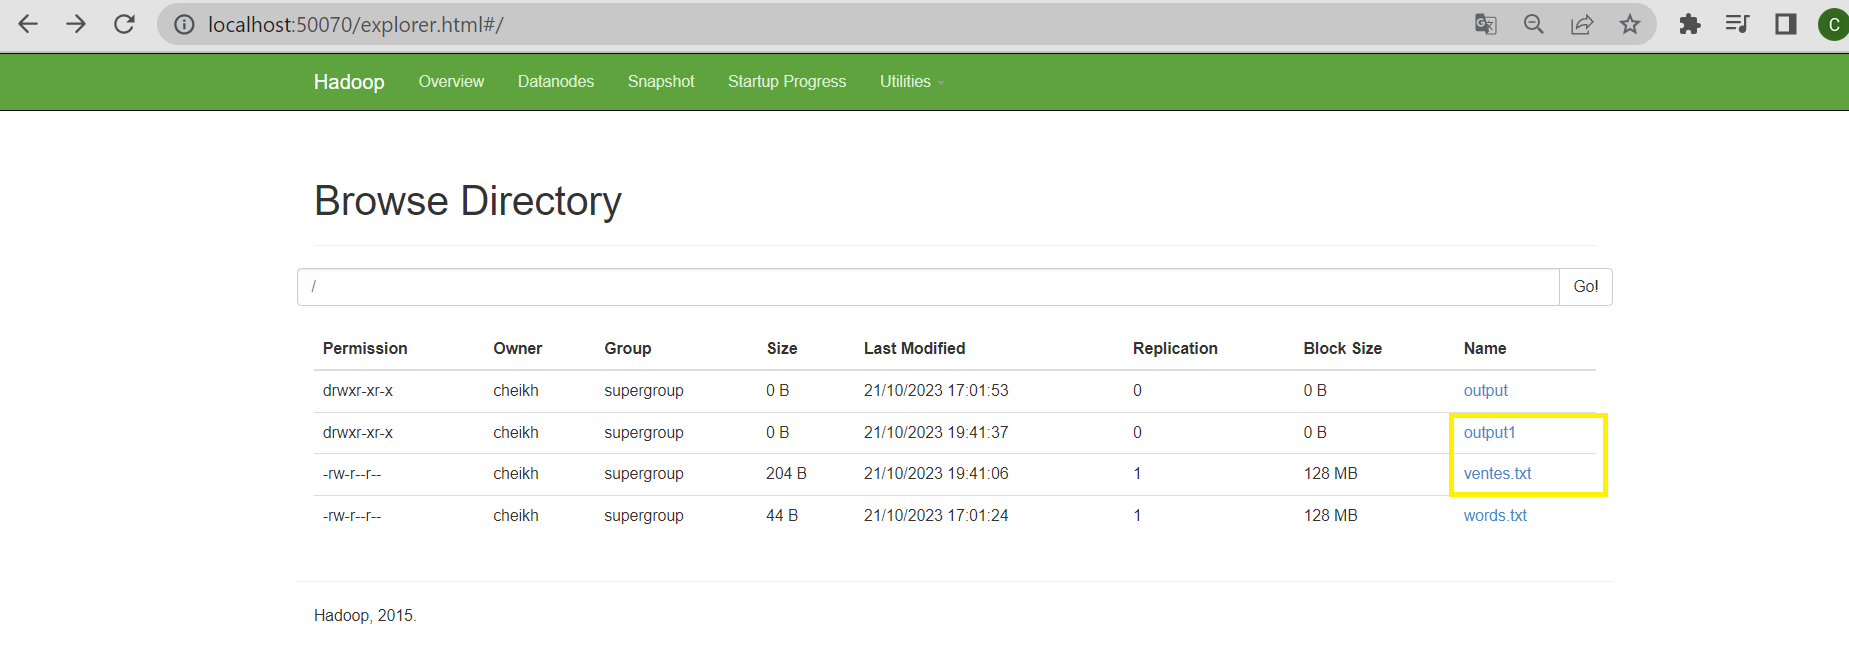 localhost:50070/explorer.html#/
C
Hadoop Overview Datanodes Snapshot Startup Progress Utilities
Browse Directory
/ Go!
Permission Owner Group Size Last Modified Replication Block Size Name
drwxr-xr-x cheikh supergroup 0 B 21/10/2023 17:01:53 0 0 B output
drwxr-xr-x cheikh supergroup 0 B 21/10/2023 19:41:37 0 0 B output1
-rw-r--r-- cheikh supergroup 204 B 21/10/2023 19:41:06 1 128 MB ventes.txt
-rw-r--r-- cheikh supergroup 44 B 21/10/2023 17:01:24 1 128 MB words.txt
Hadoop, 2015.